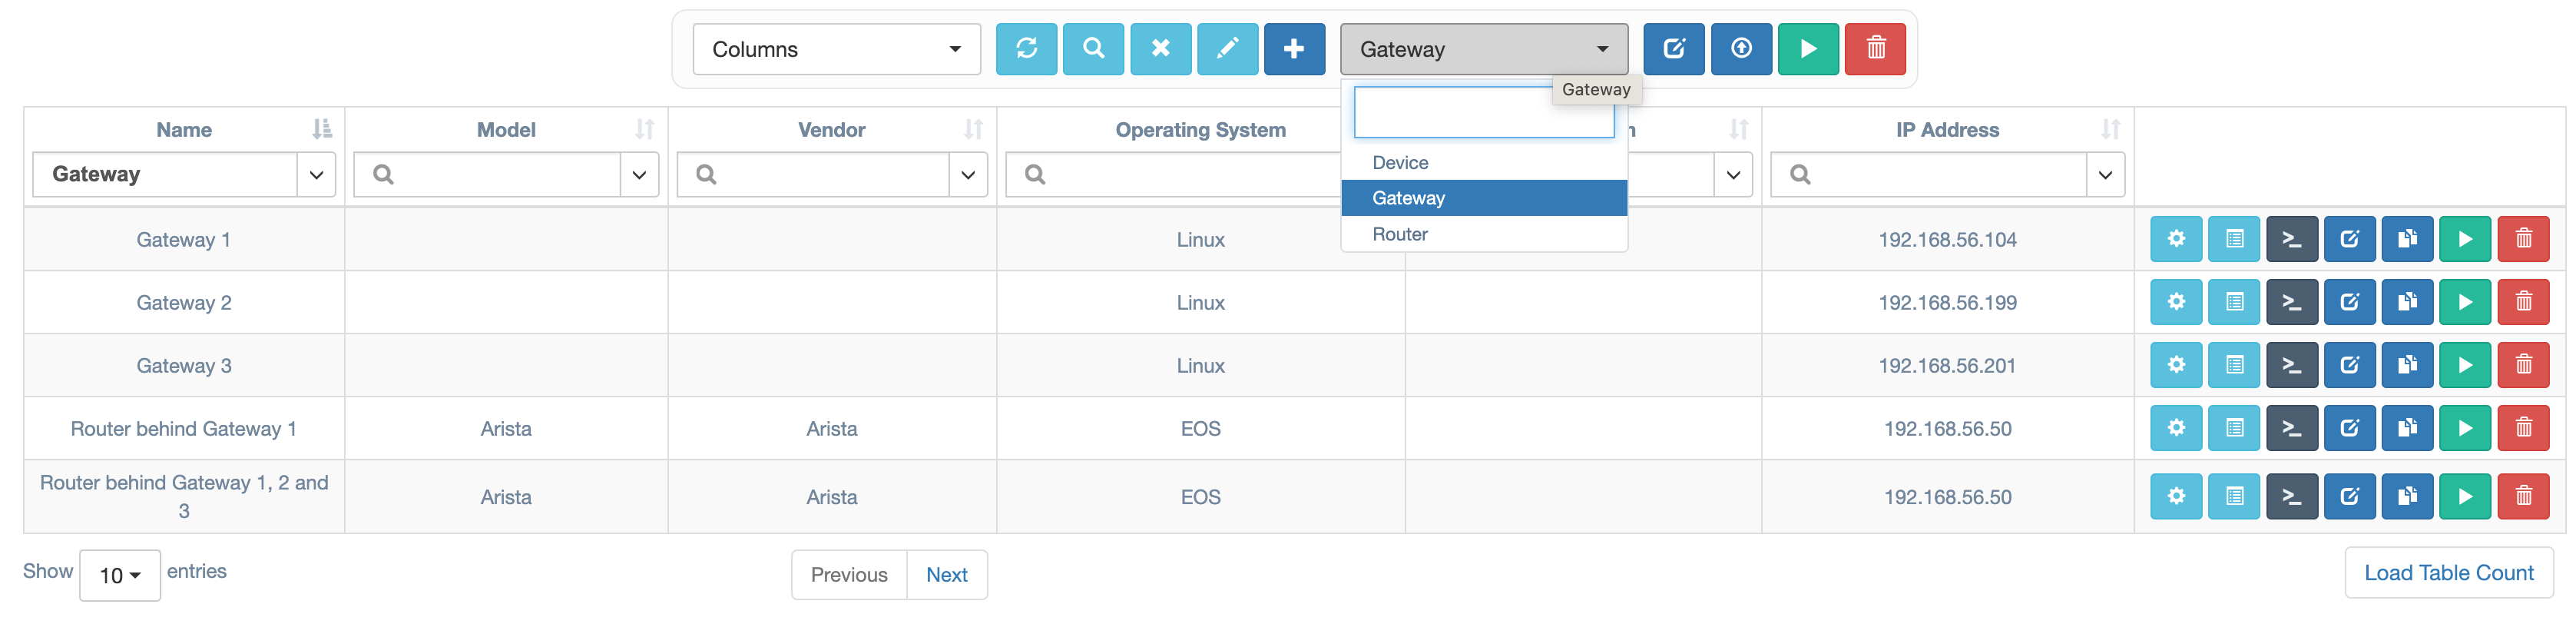 Columns
Gateway
Gateway
Name
Model
Vendor
Operating System
n
IP Address
Gateway
Device
Gateway
Router
Gateway 1
Linux
192.168.56.104
Gateway 2
Linux
192.168.56.199
Gateway 3
Linux
192.168.56.201
Router behind Gateway 1
Arista
Arista
EOS
192.168.56.50
Router behind Gateway 1, 2 and
3
Arista
Arista
EOS
192.168.56.50
Show 10 entries
Previous
Next
Load Table Count